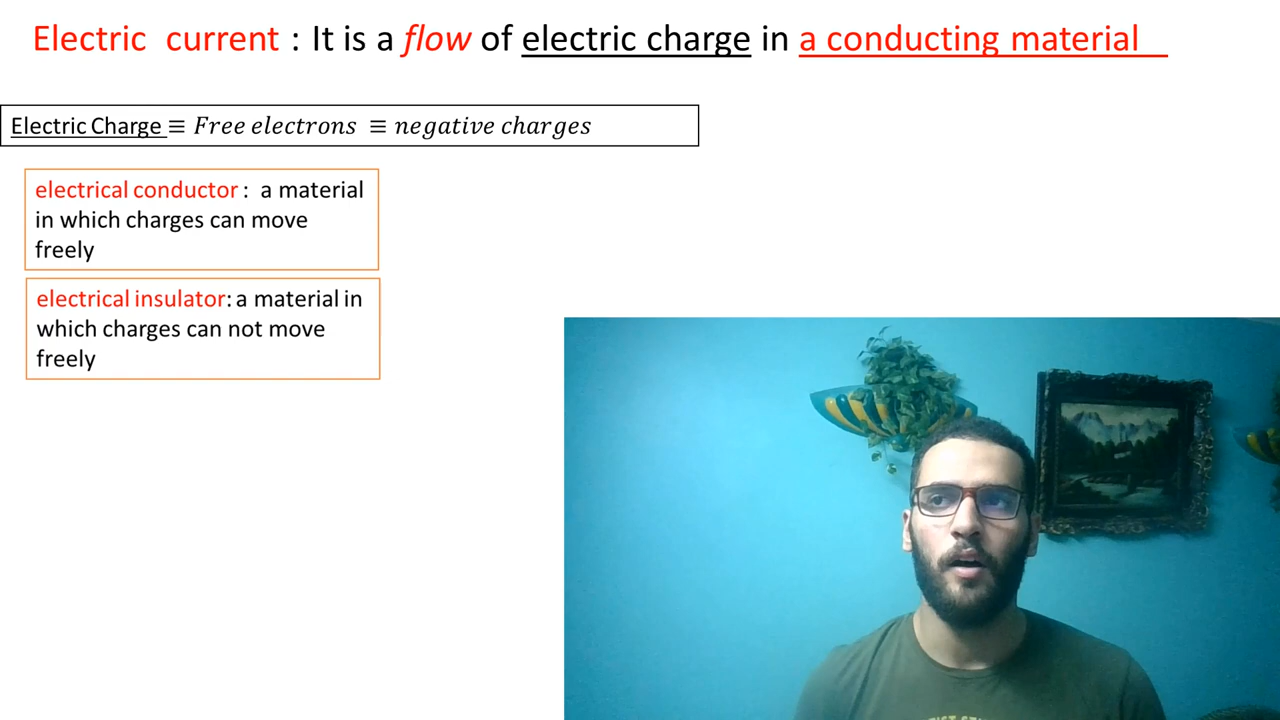 Electric current : It is a flow of electric charge in a conducting material
Electric Charge ≡ Free electrons ≡ negative charges
electrical conductor : a material
in which charges can move
freely
electrical insulator: a material in
which charges can not move
freely